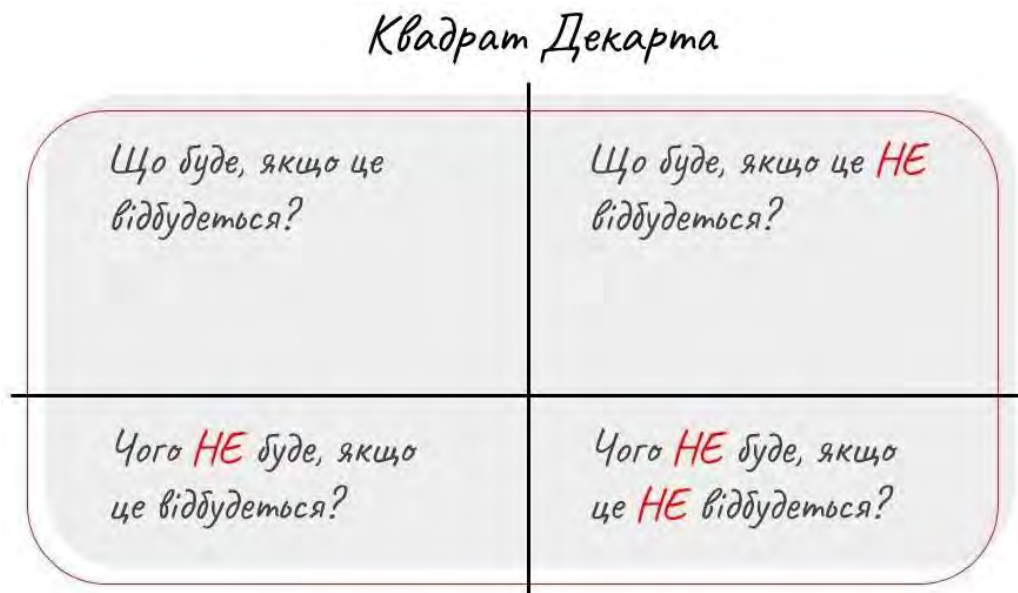 Квадрат Декарта
Що буде, якщо це
відбудеться?
Що буде, якщо це НЕ
відбудеться?
Чого НЕ буде, якщо
це відбудеться?
Чого НЕ буде, якщо
це НЕ відбудеться?